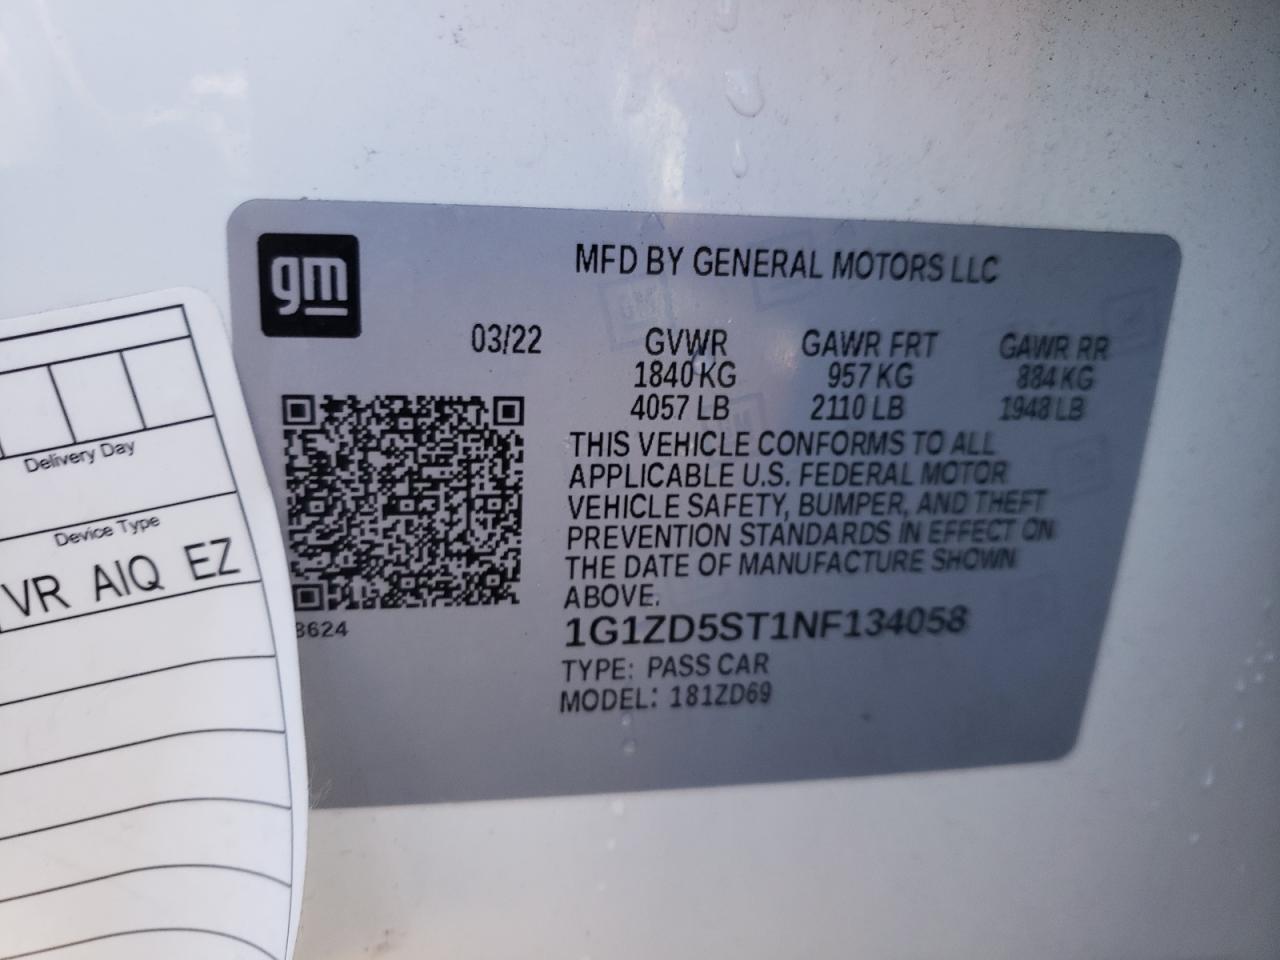 gm
MFD BY GENERAL MOTORS LLC
03/22 GVWR GAWR FRT GAWR RR
1840 KG 957 KG 884 KG
4057 LB 2110 LB 1948 LB
THIS VEHICLE CONFORMS TO ALL
APPLICABLE U.S. FEDERAL MOTOR
VEHICLE SAFETY, BUMPER, AND THEFT
PREVENTION STANDARDS IN EFFECT ON
THE DATE OF MANUFACTURE SHOWN
ABOVE.
1G1ZD5ST1NF134058
TYPE: PASS CAR
MODEL: 181ZD69
3624
Delivery Day
Device Type
VR AIQ EZ